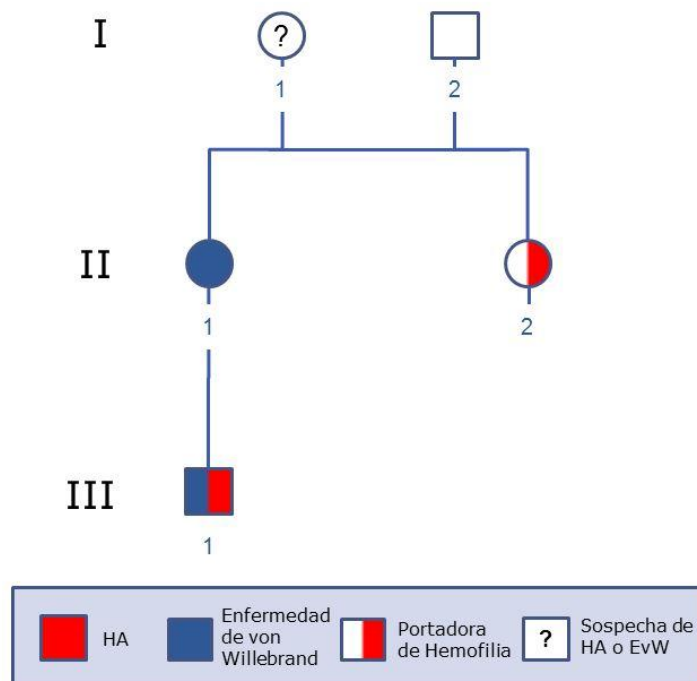 I
?
1
2
II
1
2
III
1
HA
Enfermedad
de von
Willebrand
Portadora
de Hemofilia
?
Sospecha de
HA o EvW